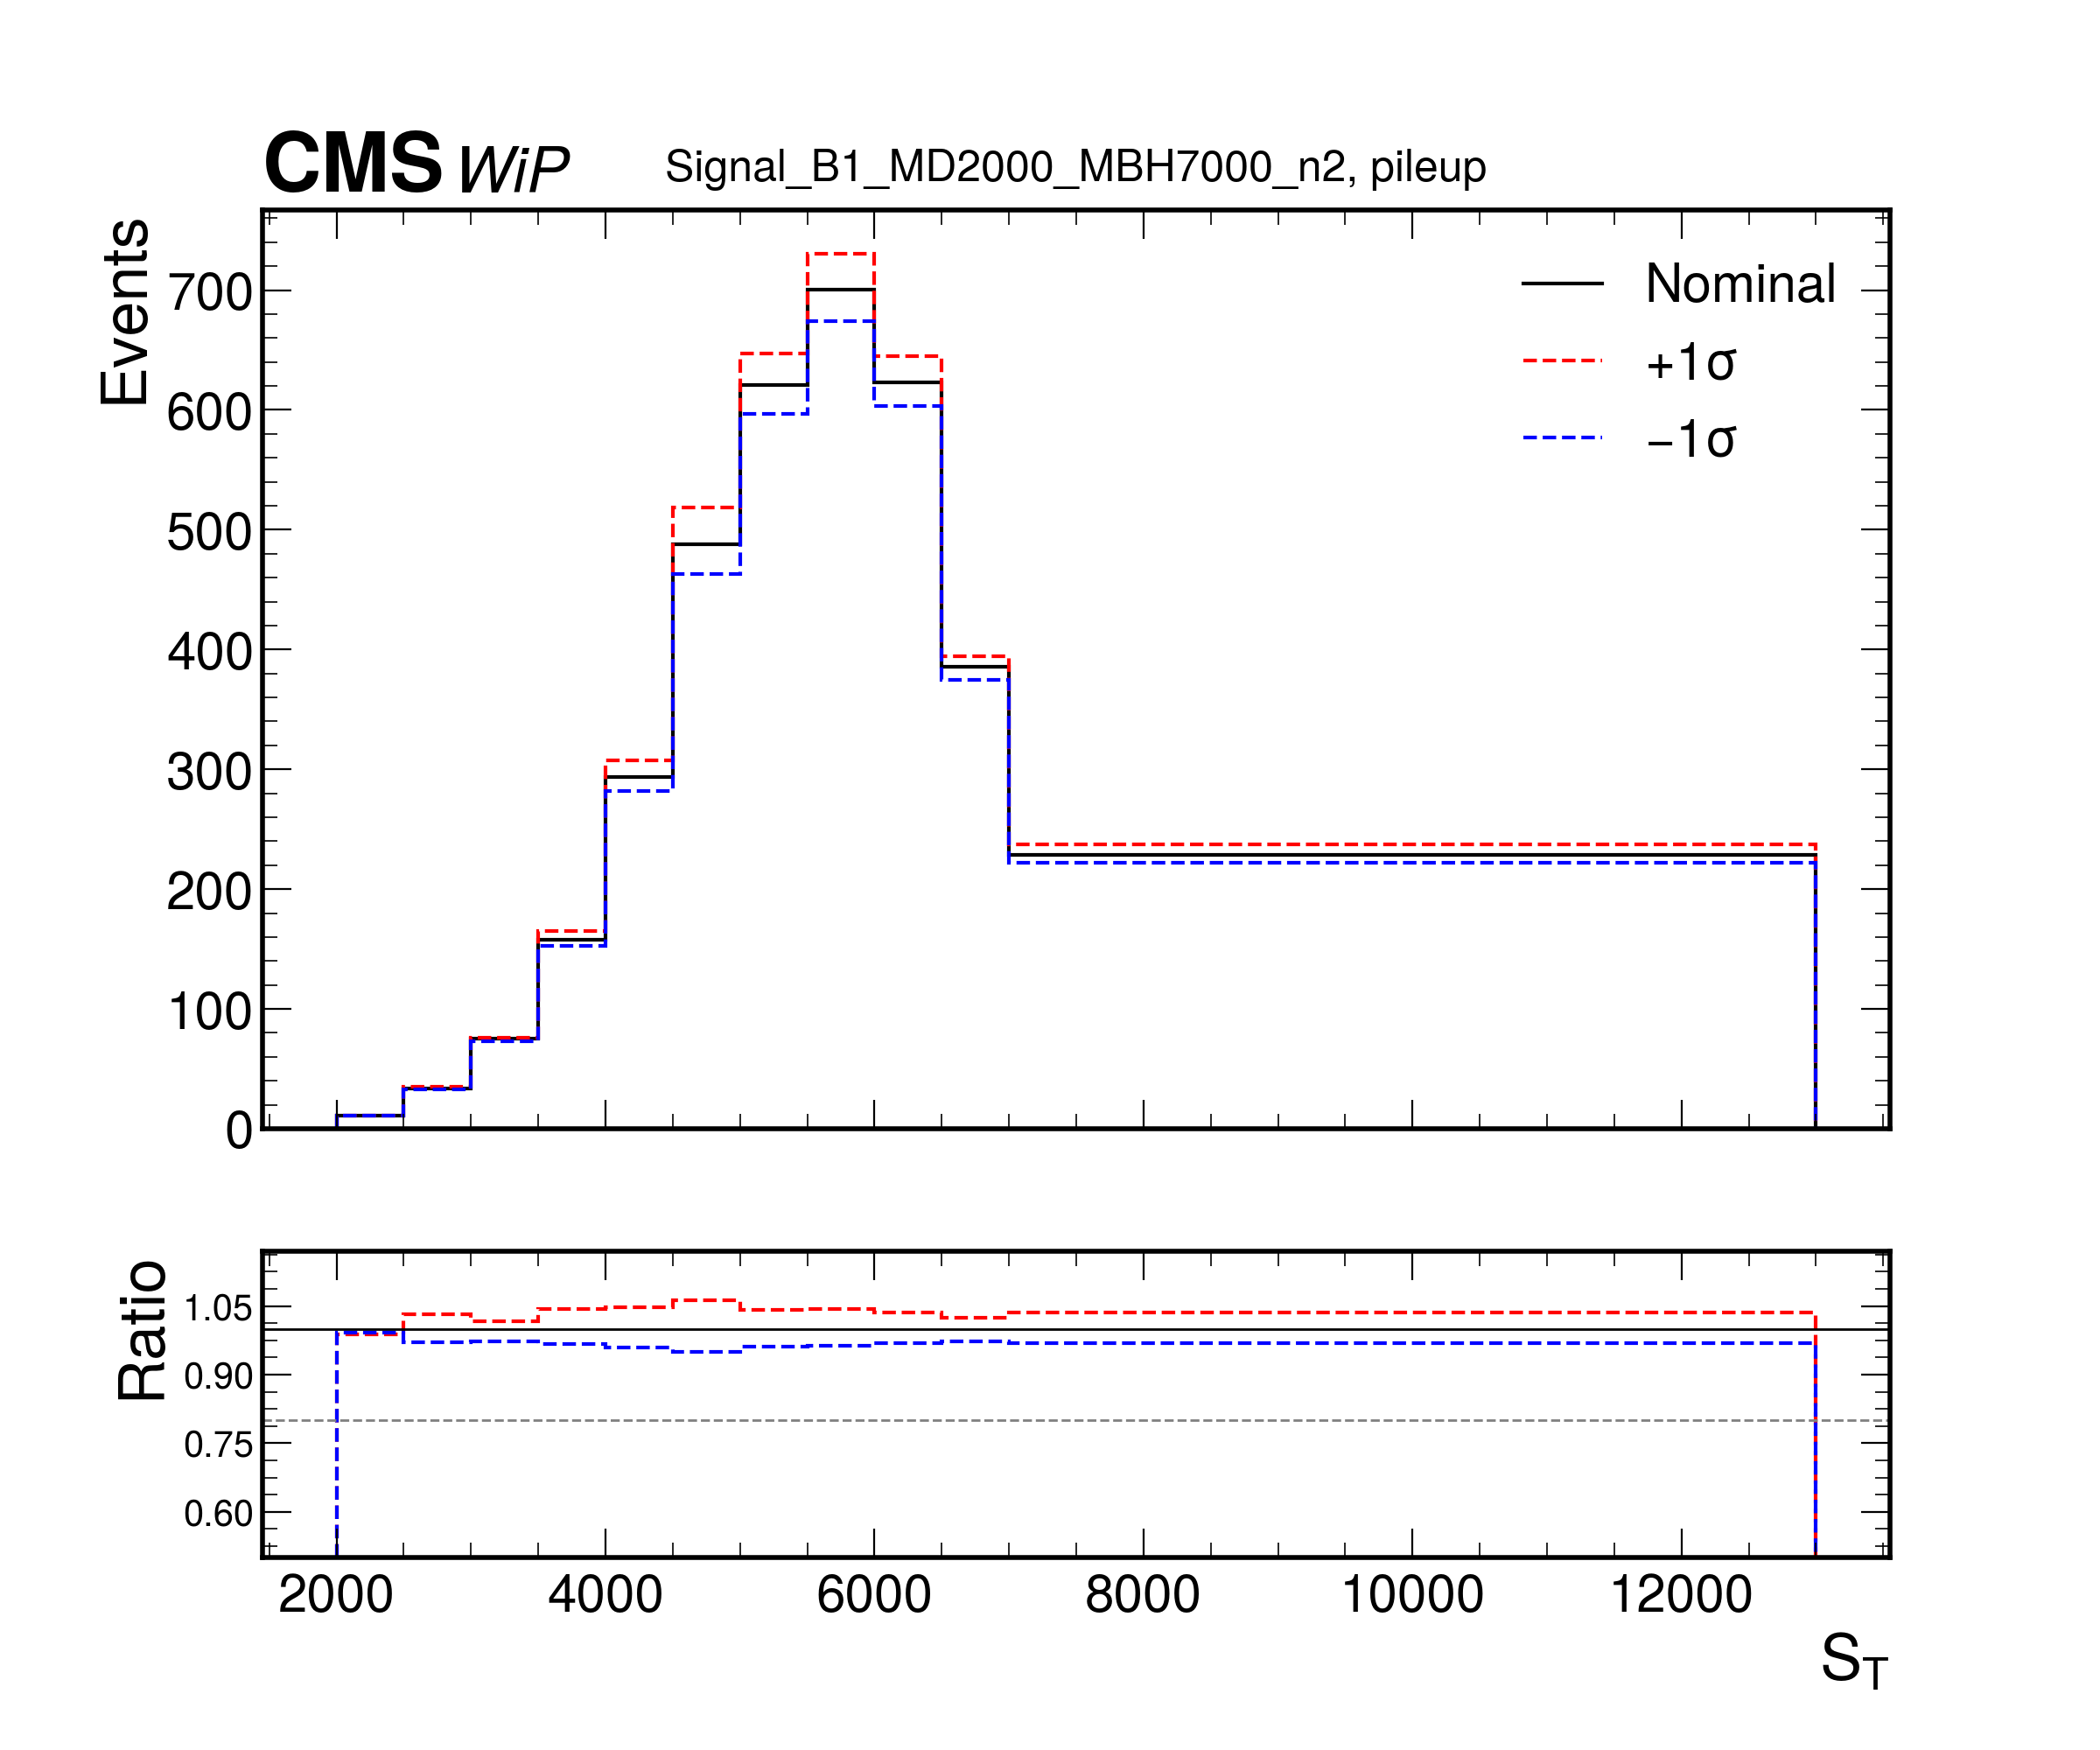 CMS WiP Signal_B1_MD2000_MBH7000_n2, pileup
Events
700
600
500
400
300
200
100
0
Nominal
+1σ
−1σ
Ratio
1.05
0.90
0.75
0.60
2000 4000 6000 8000 10000 12000
S_T